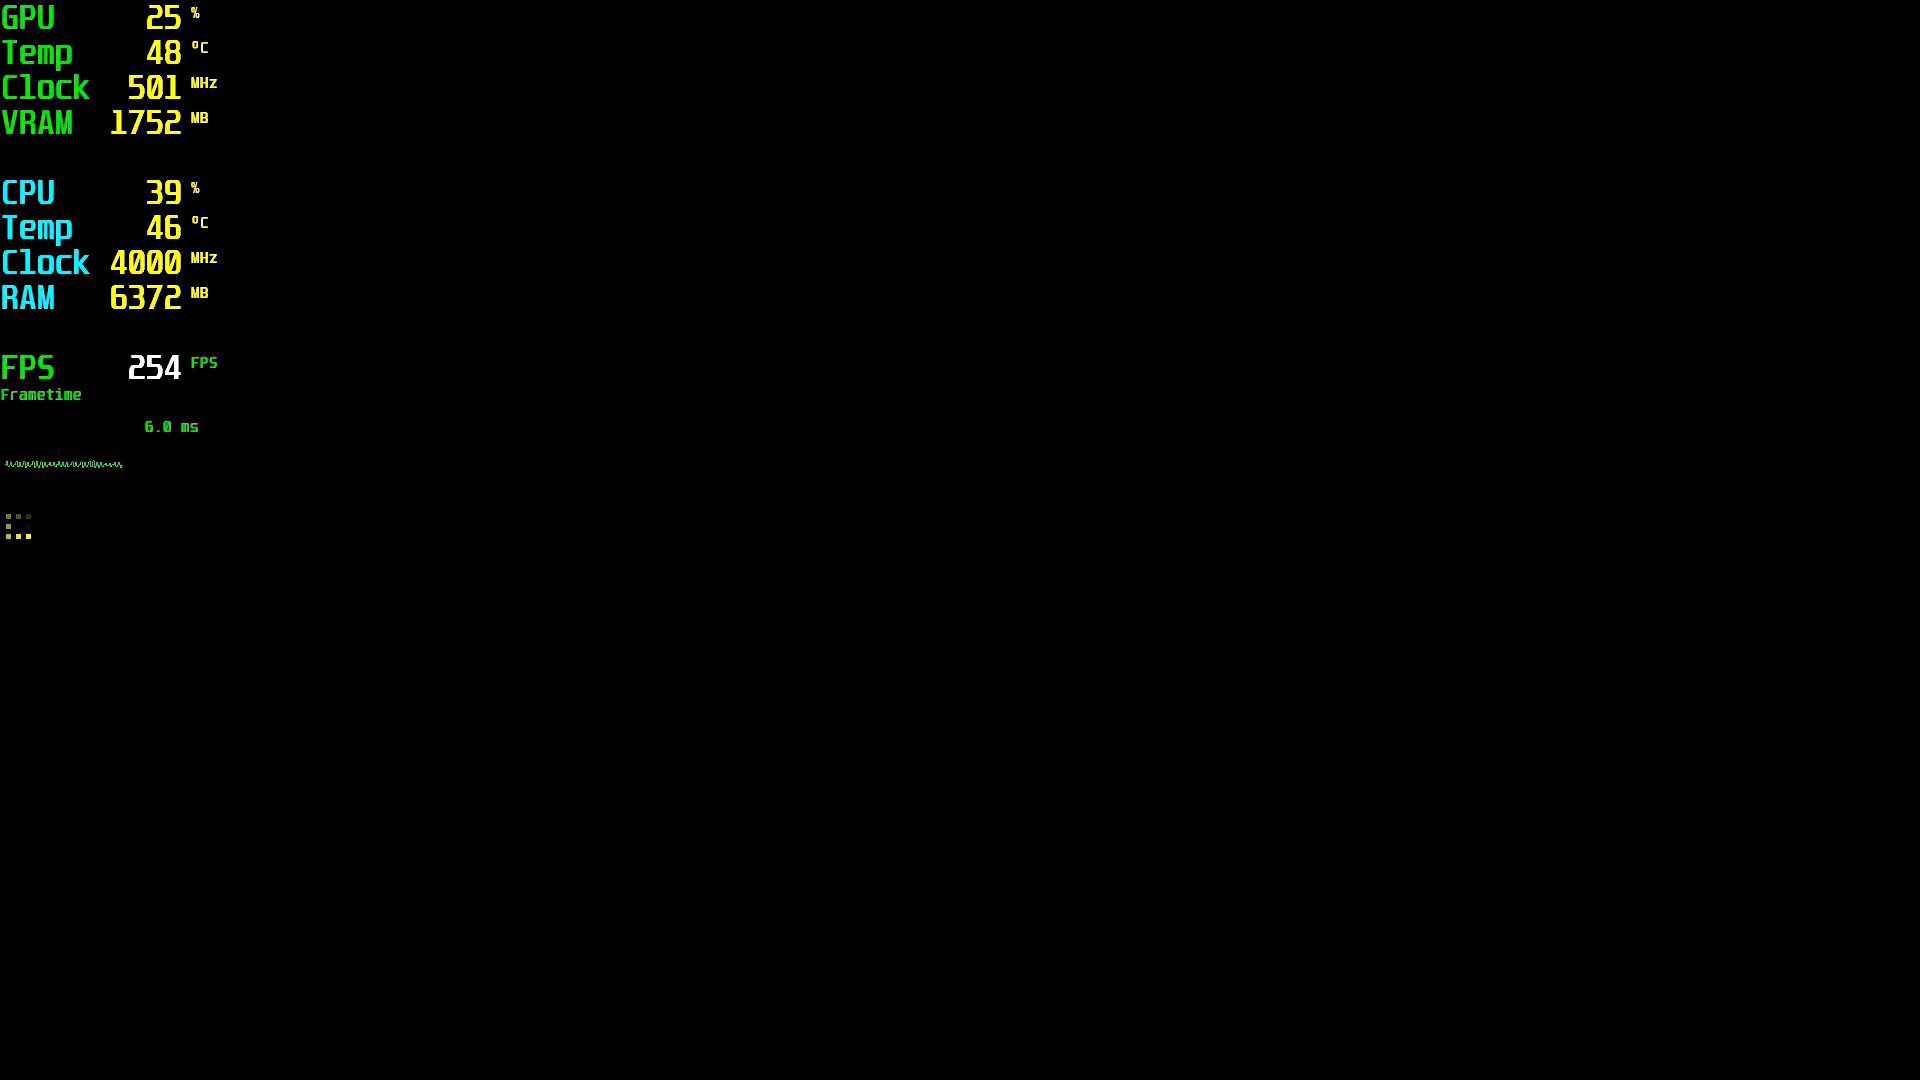 GPU 25 %
Temp 48 °C
Clock 501 MHz
VRAM 1752 MB
CPU 39 %
Temp 46 °C
Clock 4000 MHz
RAM 6372 MB
FPS 254 FPS
Frametime
6.0 ms